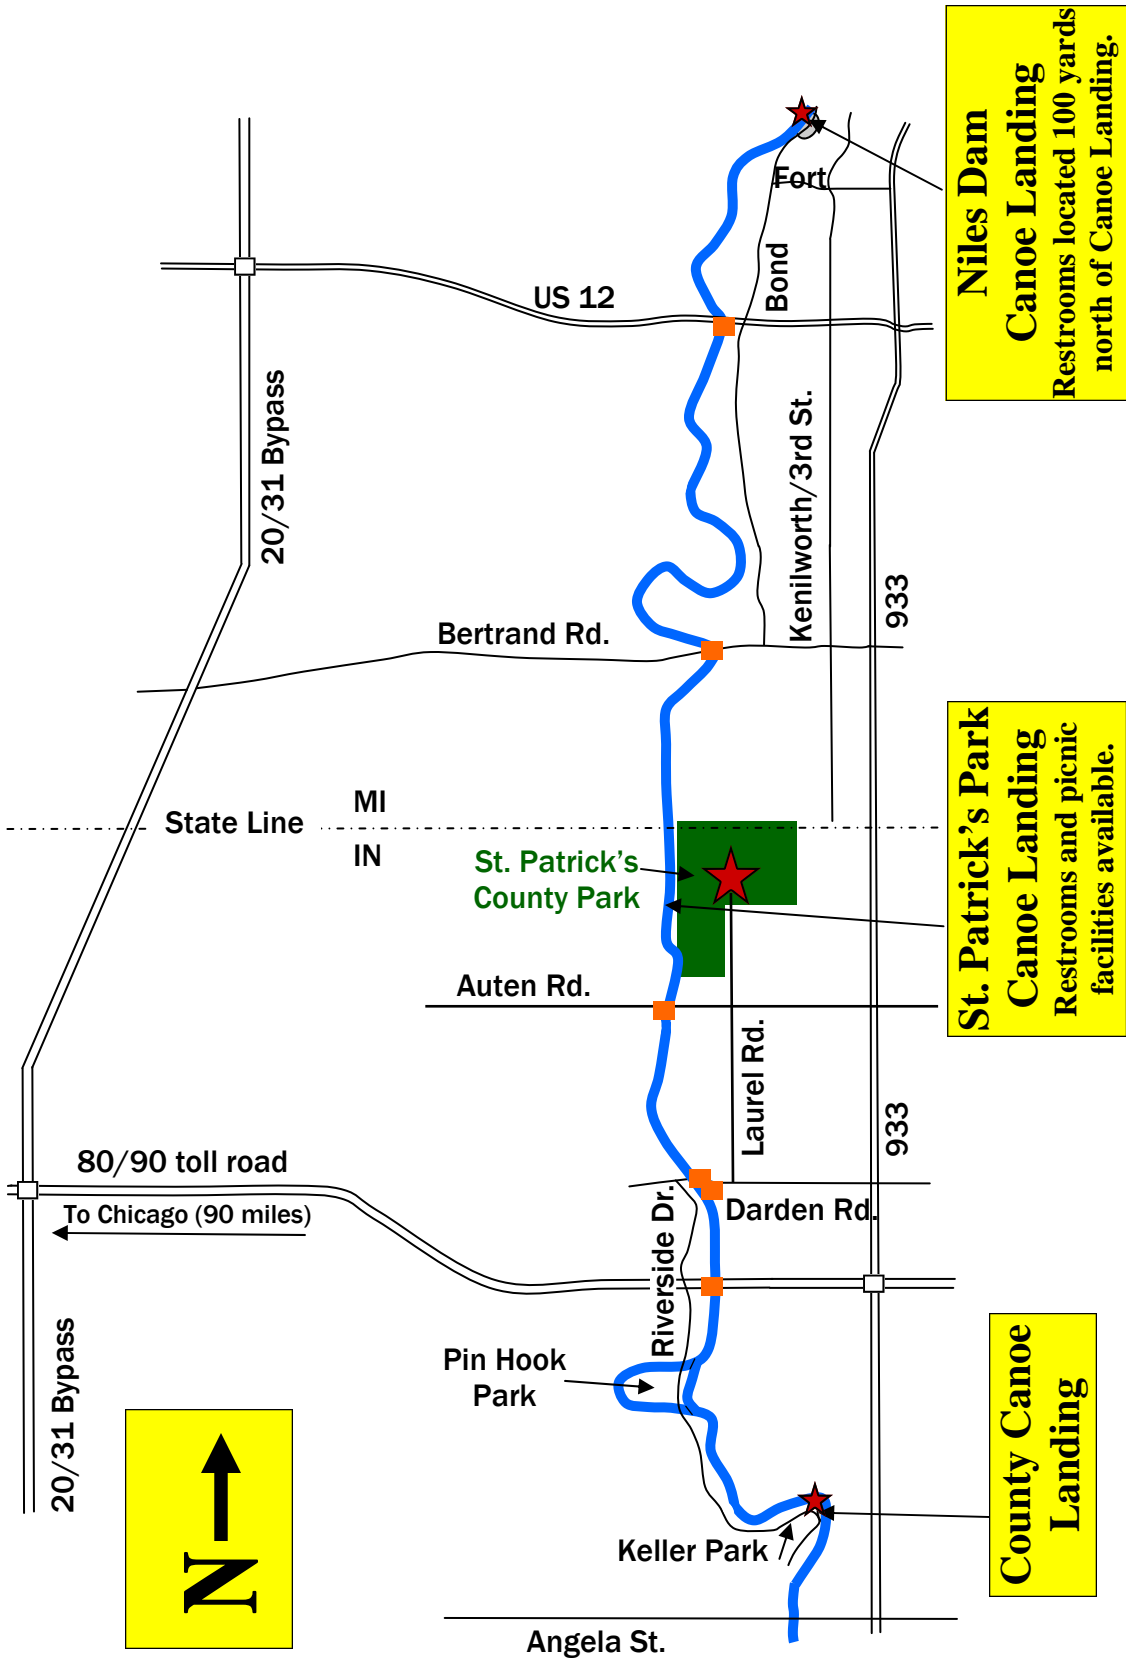 Niles Dam
Canoe Landing
Restrooms located 100 yards
north of Canoe Landing.
Fort
Bond
US 12
20/31 Bypass
Kenilworth/3rd St.
933
Bertrand Rd.
St. Patrick's Park
Canoe Landing
Restrooms and picnic
facilities available.
MI
State Line
IN
St. Patrick's
County Park
Auten Rd.
Laurel Rd.
933
80/90 toll road
To Chicago (90 miles)
Riverside Dr.
Darden Rd.
Pin Hook
Park
20/31 Bypass
County Canoe
Landing
N
Keller Park
Angela St.